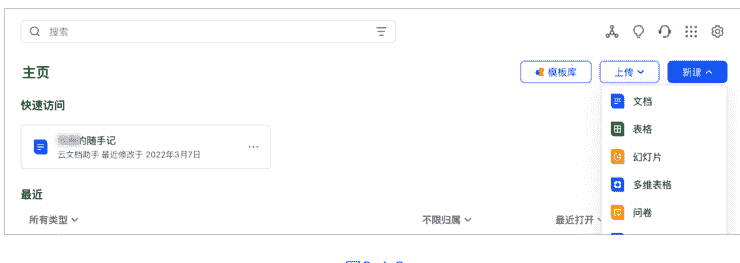 搜索
主页
模板库
上传
新建
快速访问
的随手记
云文档助手 最近修改于 2022年3月7日
最近
所有类型
不限归属
最近打开
文档
表格
幻灯片
多维表格
问卷